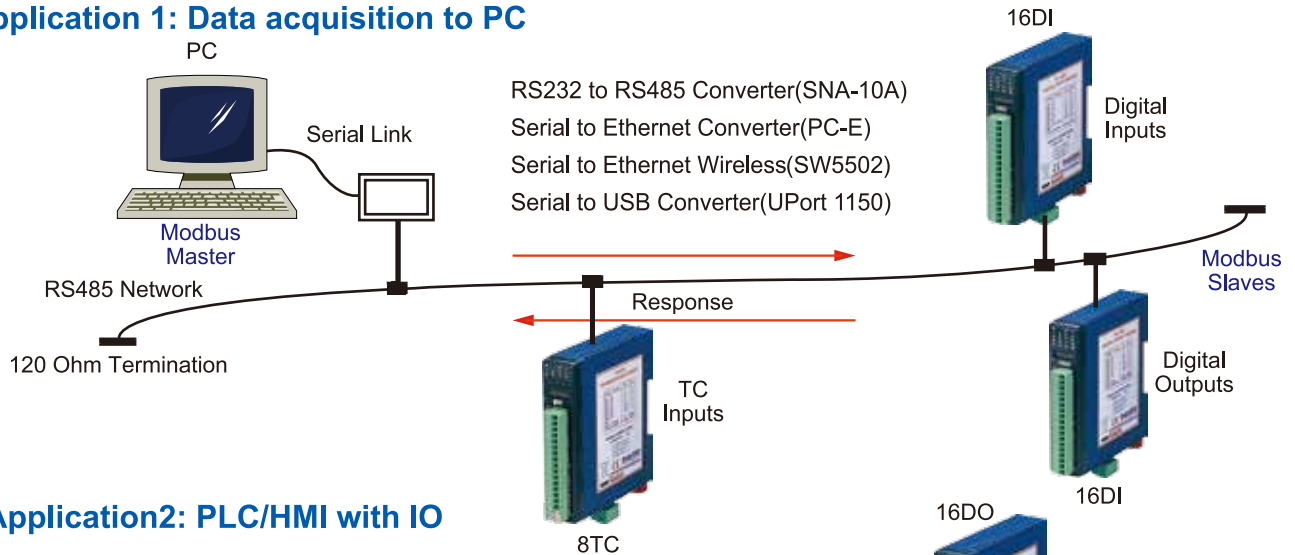 pplication 1: Data acquisition to PC
PC
16DI
RS232 to RS485 Converter(SNA-10A)
Serial to Ethernet Converter(PC-E)
Serial to Ethernet Wireless(SW5502)
Serial to USB Converter(UPort 1150)
Serial Link
Digital
Inputs
Modbus
Master
Modbus
Slaves
RS485 Network
Response
120 Ohm Termination
TC
Inputs
Digital
Outputs
16DI
Application2: PLC/HMI with IO
16DO
8TC